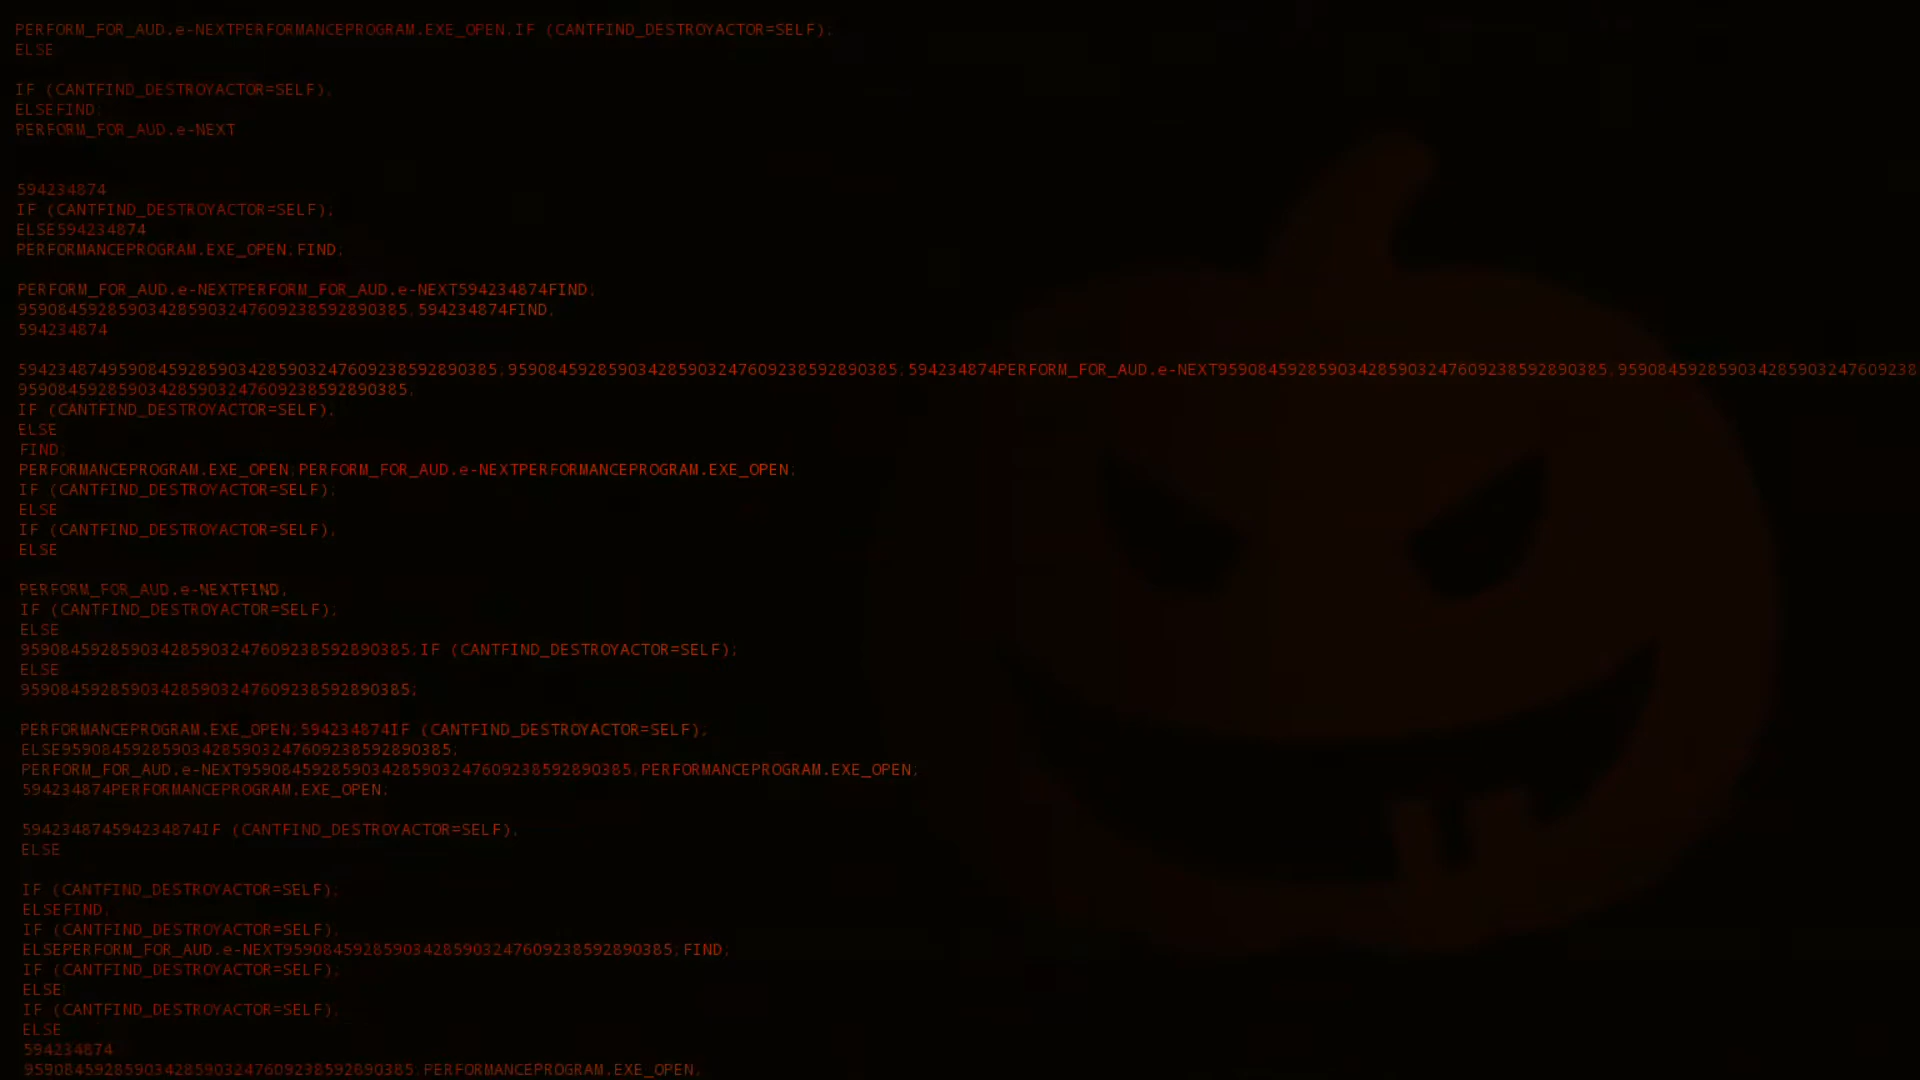 PERFORM_FOR_AUD.e-NEXTPERFORMANCEPROGRAM.EXE_OPEN;IF (CANTFIND_DESTROYACTOR=SELF);
ELSE
IF (CANTFIND_DESTROYACTOR=SELF);
ELSEFIND;
PERFORM_FOR_AUD.e-NEXT
594234874
IF (CANTFIND_DESTROYACTOR=SELF);
ELSE594234874
PERFORMANCEPROGRAM.EXE_OPEN;FIND;
PERFORM_FOR_AUD.e-NEXTPERFORM_FOR_AUD.e-NEXT594234874FIND;
959084592859034285903247609238592890385;594234874FIND;
594234874
594234874959084592859034285903247609238592890385;959084592859034285903247609238592890385;594234874PERFORM_FOR_AUD.e-NEXT959084592859034285903247609238592890385;959084592859034285903247609238
959084592859034285903247609238592890385;
IF (CANTFIND_DESTROYACTOR=SELF);
ELSE
FIND;
PERFORMANCEPROGRAM.EXE_OPEN;PERFORM_FOR_AUD.e-NEXTPERFORMANCEPROGRAM.EXE_OPEN;
IF (CANTFIND_DESTROYACTOR=SELF);
ELSE
IF (CANTFIND_DESTROYACTOR=SELF);
ELSE
PERFORM_FOR_AUD.e-NEXTFIND;
IF (CANTFIND_DESTROYACTOR=SELF);
ELSE
959084592859034285903247609238592890385;IF (CANTFIND_DESTROYACTOR=SELF);
ELSE
959084592859034285903247609238592890385;
PERFORMANCEPROGRAM.EXE_OPEN;594234874IF (CANTFIND_DESTROYACTOR=SELF);
ELSE959084592859034285903247609238592890385;
PERFORM_FOR_AUD.e-NEXT959084592859034285903247609238592890385;PERFORMANCEPROGRAM.EXE_OPEN;
594234874PERFORMANCEPROGRAM.EXE_OPEN;
594234874594234874IF (CANTFIND_DESTROYACTOR=SELF);
ELSE
IF (CANTFIND_DESTROYACTOR=SELF);
ELSEFIND;
IF (CANTFIND_DESTROYACTOR=SELF);
ELSEPERFORM_FOR_AUD.e-NEXT959084592859034285903247609238592890385;FIND;
IF (CANTFIND_DESTROYACTOR=SELF);
ELSE
IF (CANTFIND_DESTROYACTOR=SELF);
ELSE
594234874
959084592859034285903247609238592890385;PERFORMANCEPROGRAM.EXE_OPEN;